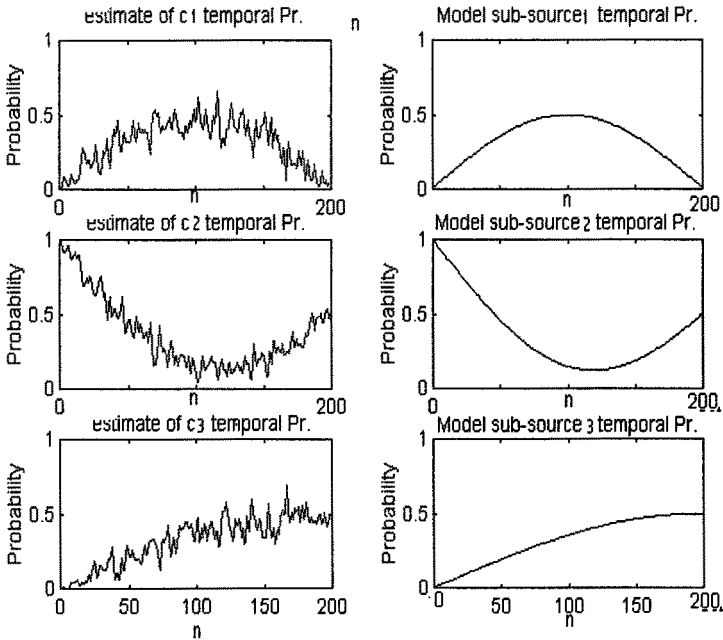 estimate of c1 temporal Pr.
n
Model sub-source1 temporal Pr.
1
0.5
0
Probability
0
n
200
1
0.5
0
Probability
0
n
200
estimate of c2 temporal Pr.
Model sub-source2 temporal Pr.
1
0.5
0
Probability
0
100
n
200
1
0.5
0
Probability
0
100
n
200
estimate of c3 temporal Pr.
Model sub-source3 temporal Pr.
1
0.5
0
Probability
0
50
100
150
200
n
1
0.5
0
Probability
0
50
100
150
200
n